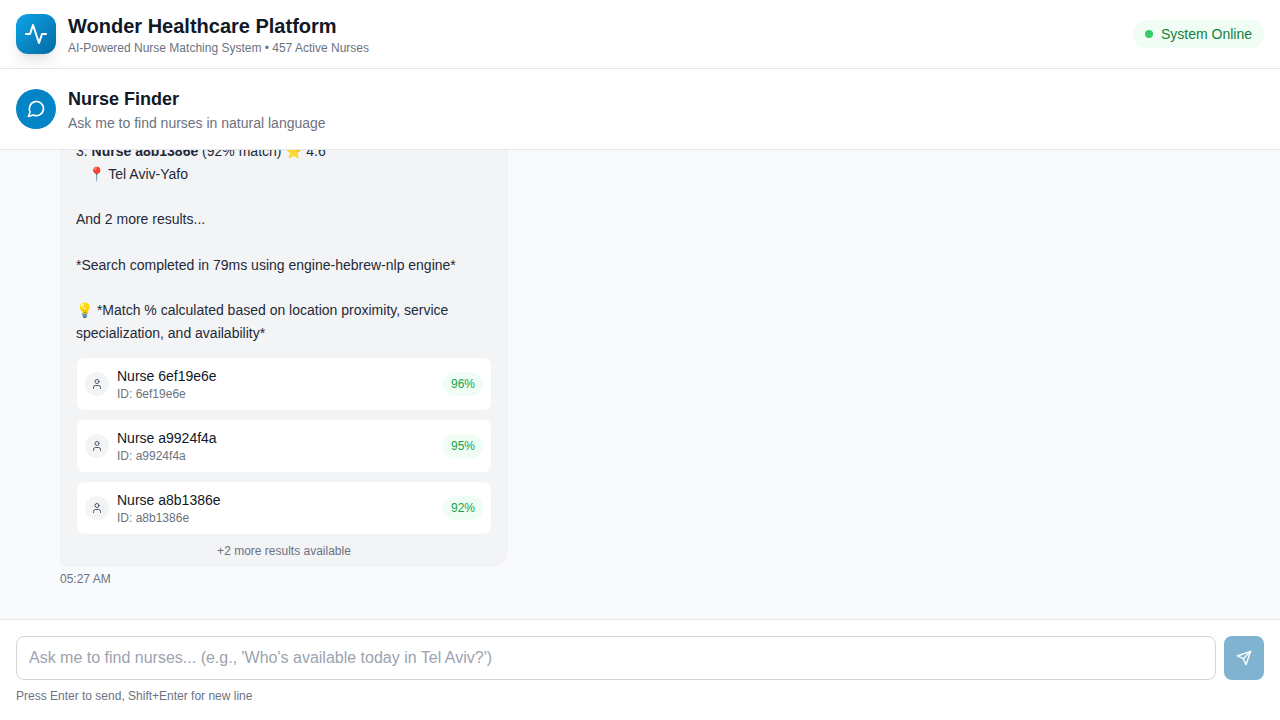 Wonder Healthcare Platform
AI-Powered Nurse Matching System • 457 Active Nurses
System Online
Nurse Finder
Ask me to find nurses in natural language
3. Nurse a8b1386e (92% match) ⭐ 4.6
📍 Tel Aviv-Yafo
And 2 more results...
*Search completed in 79ms using engine-hebrew-nlp engine*
💡 *Match % calculated based on location proximity, service
specialization, and availability*
Nurse 6ef19e6e
ID: 6ef19e6e
96%
Nurse a9924f4a
ID: a9924f4a
95%
Nurse a8b1386e
ID: a8b1386e
92%
+2 more results available
05:27 AM
Ask me to find nurses... (e.g., 'Who's available today in Tel Aviv?')
Press Enter to send, Shift+Enter for new line